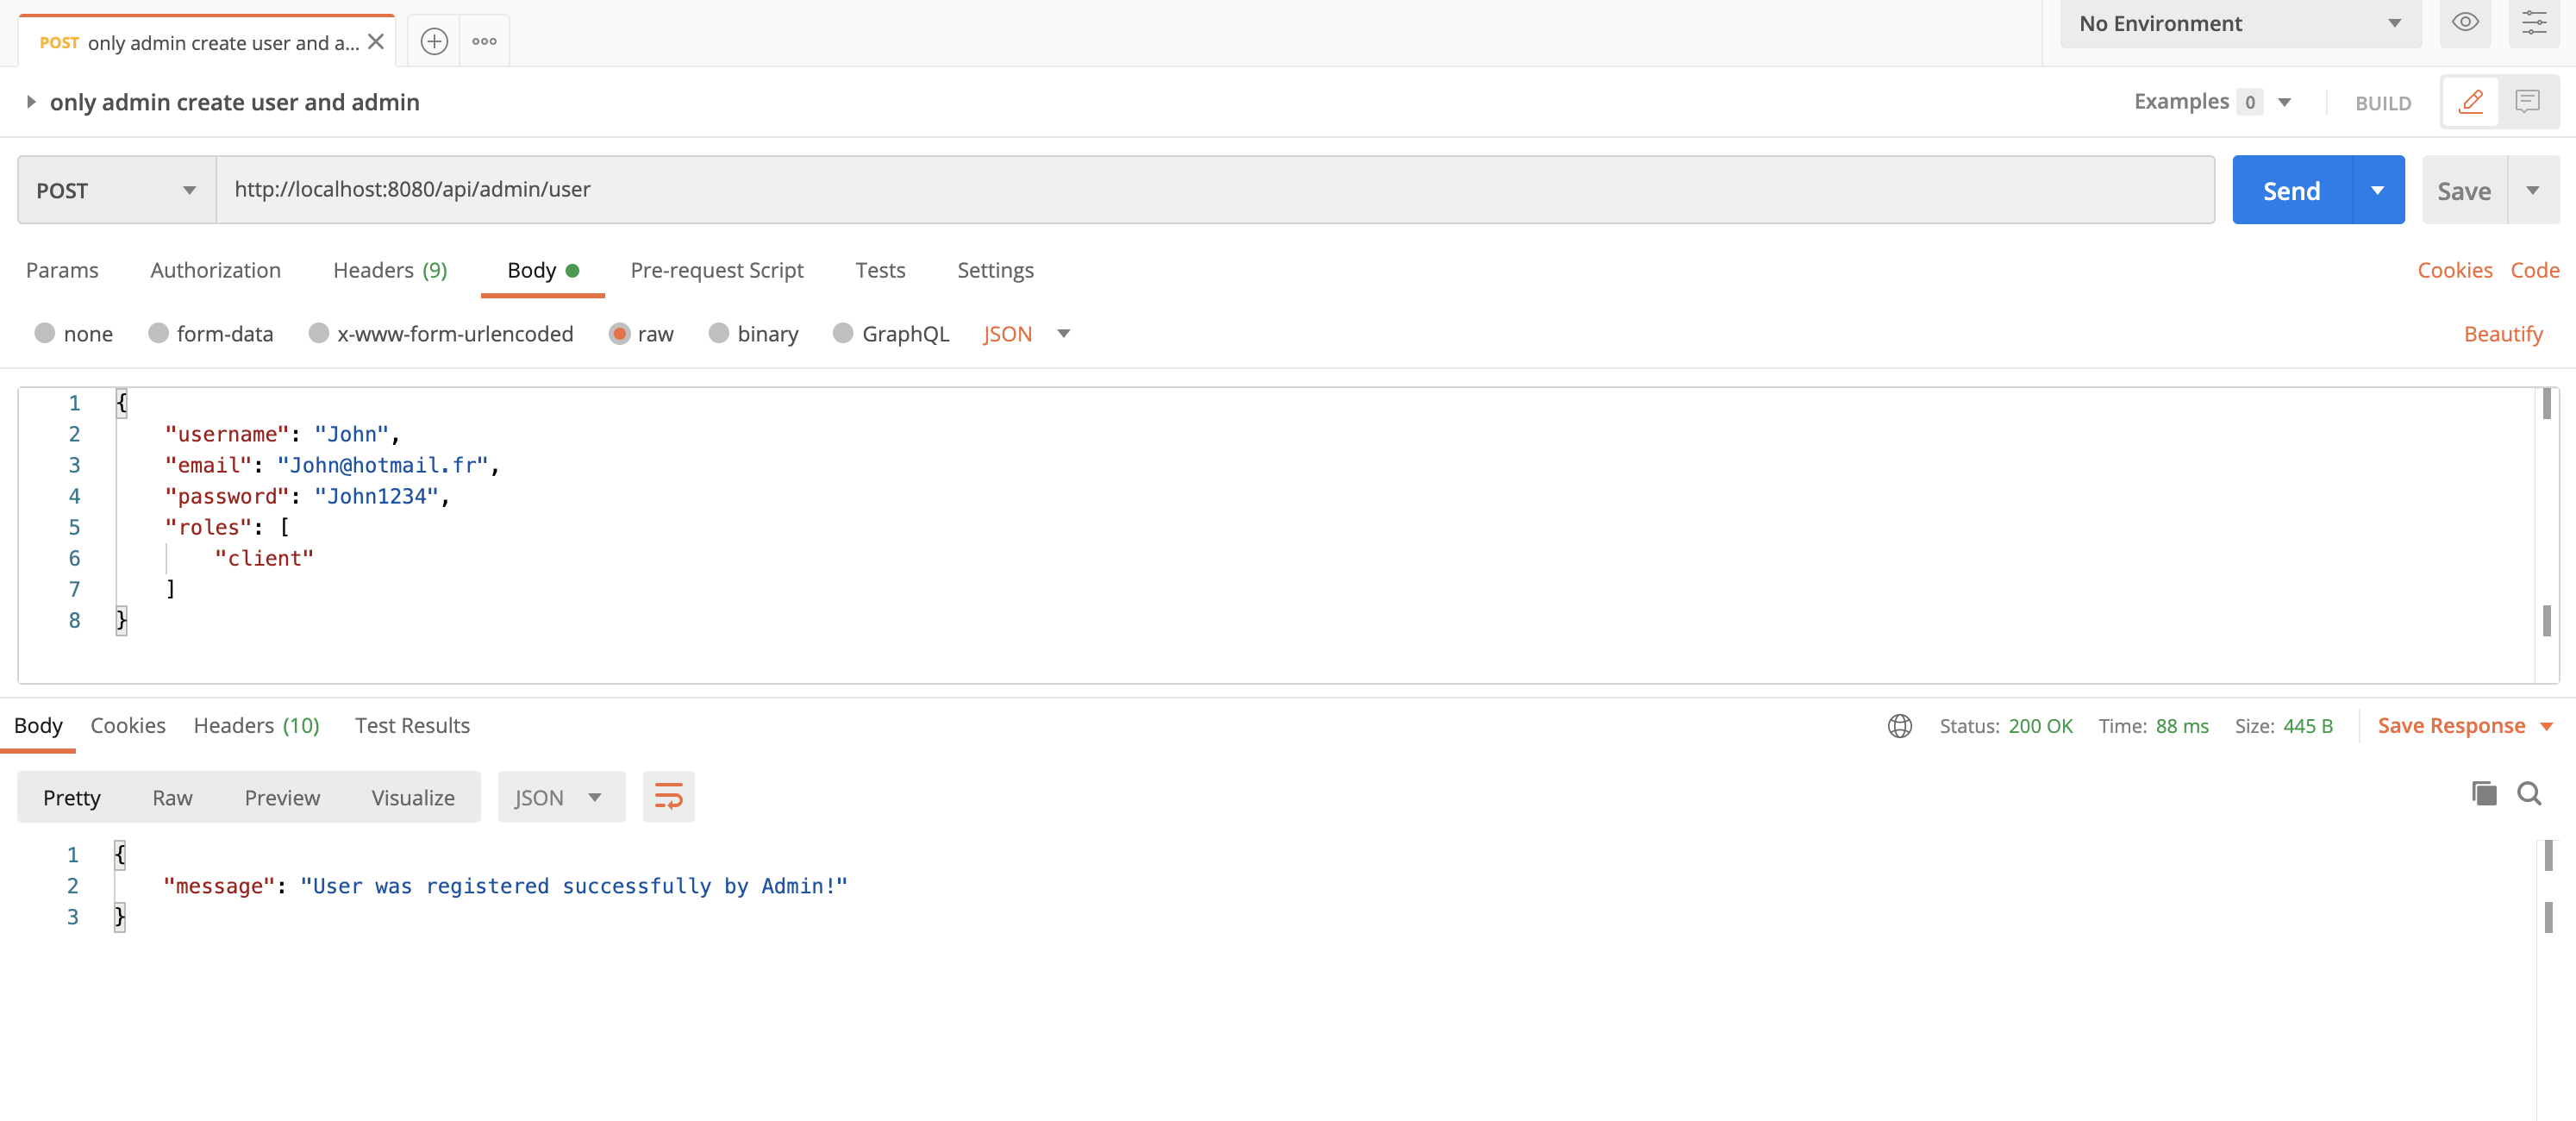 POST only admin create user and a...
No Environment
only admin create user and admin
Examples 0
BUILD
POST
http://localhost:8080/api/admin/user
Send
Save
Params Authorization Headers (9) Body Pre-request Script Tests Settings
Cookies Code
none form-data x-www-form-urlencoded raw binary GraphQL JSON
Beautify
1 {
2 "username": "John",
3 "email": "John@hotmail.fr",
4 "password": "John1234",
5 "roles": [
6 "client"
7 ]
8 }
Body Cookies Headers (10) Test Results
Status: 200 OK Time: 88 ms Size: 445 B Save Response
Pretty Raw Preview Visualize JSON
1 {
2 "message": "User was registered successfully by Admin!"
3 }